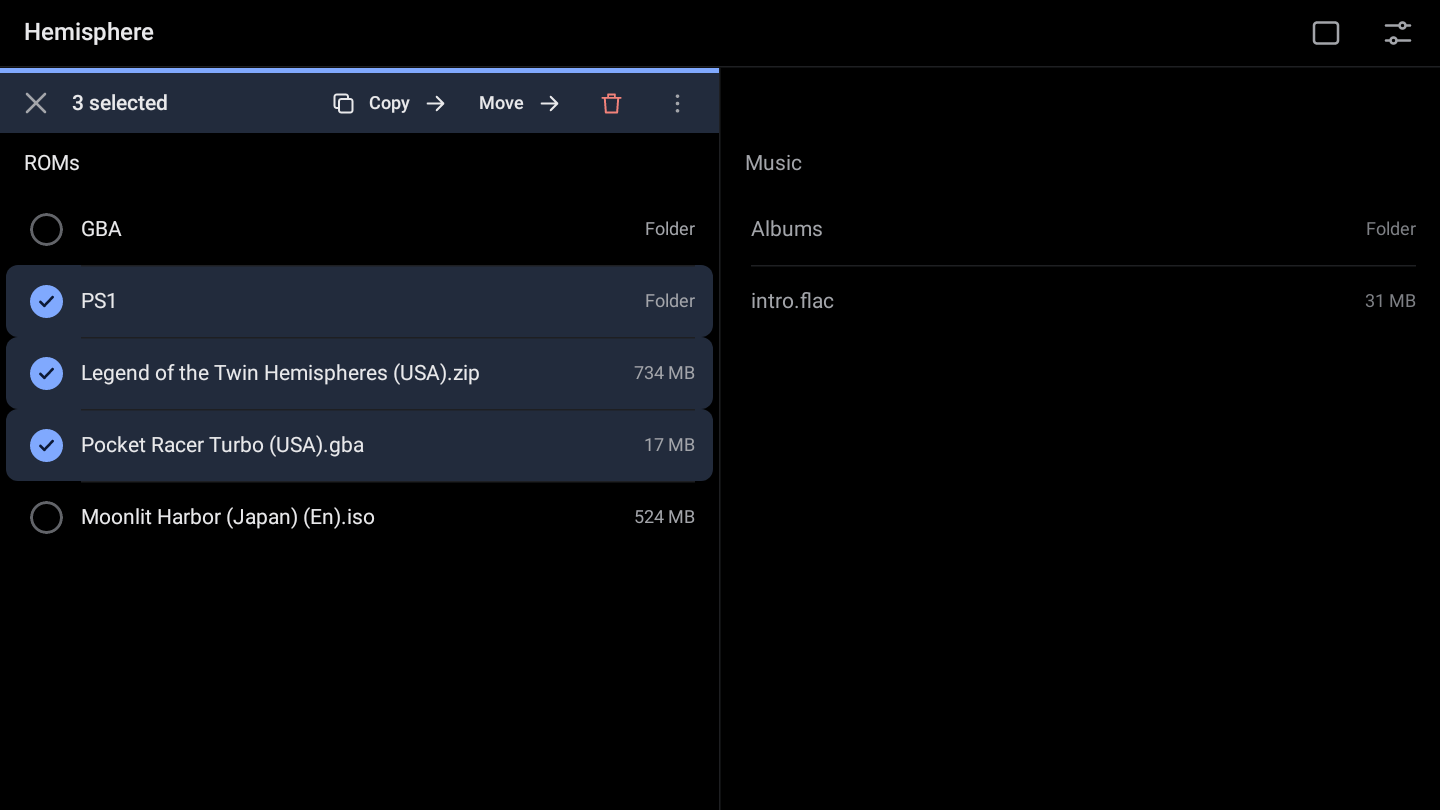 Hemisphere
3 selected
Copy
Move
ROMs
GBA Folder
PS1 Folder
Legend of the Twin Hemispheres (USA).zip 734 MB
Pocket Racer Turbo (USA).gba 17 MB
Moonlit Harbor (Japan) (En).iso 524 MB
Music
Albums Folder
intro.flac 31 MB